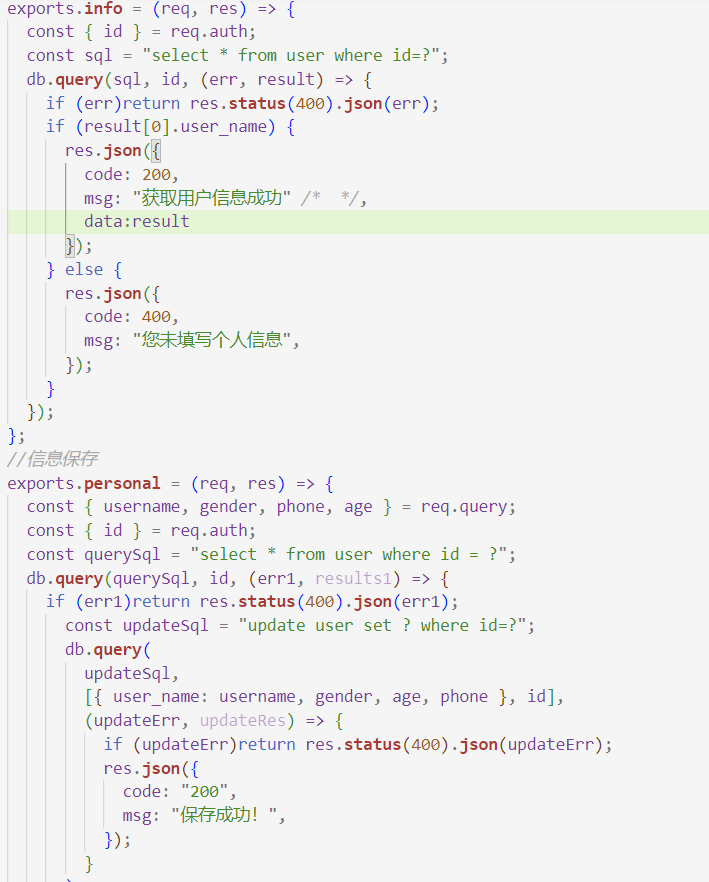 exports.info = (req, res) => {
  const { id } = req.auth;
  const sql = "select * from user where id=?";
  db.query(sql, id, (err, result) => {
    if (err)return res.status(400).json(err);
    if (result[0].user_name) {
      res.json({
        code: 200,
        msg: "获取用户信息成功" /*  */,
        data:result
      });
    } else {
      res.json({
        code: 400,
        msg: "您未填写个人信息",
      });
    }
  });
};
//信息保存
exports.personal = (req, res) => {
  const { username, gender, phone, age } = req.query;
  const { id } = req.auth;
  const querySql = "select * from user where id = ?";
  db.query(querySql, id, (err1, results1) => {
    if (err1)return res.status(400).json(err1);
      const updateSql = "update user set ? where id=?";
      db.query(
        updateSql,
        [{ user_name: username, gender, age, phone }, id],
        (updateErr, updateRes) => {
          if (updateErr)return res.status(400).json(updateErr);
          res.json({
            code: "200",
            msg: "保存成功！",
          });
        }